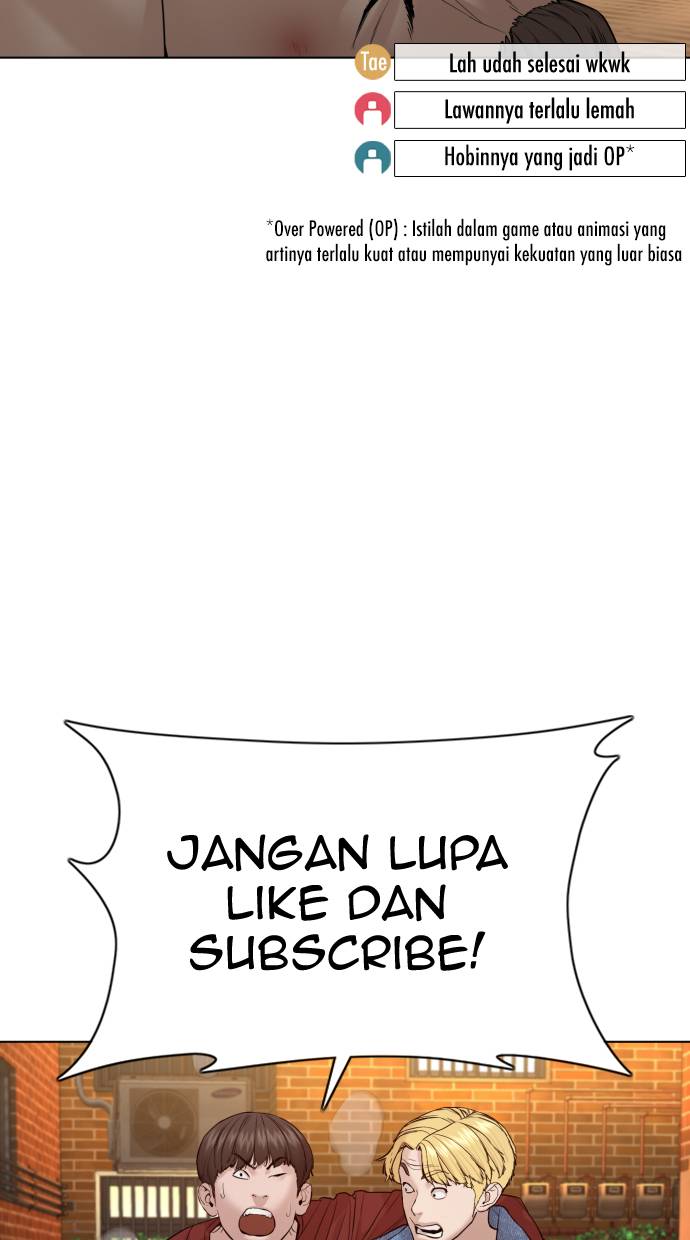 Tae
Lah udah selesai wkwk
Lawannya terlalu lemah
Hobinnya yang jadi OP*
*Over Powered (OP) : Istilah dalam game atau animasi yang
artinya terlalu kuat atau mempunyai kekuatan yang luar biasa
JANGAN LUPA
LIKE DAN
SUBSCRIBE!